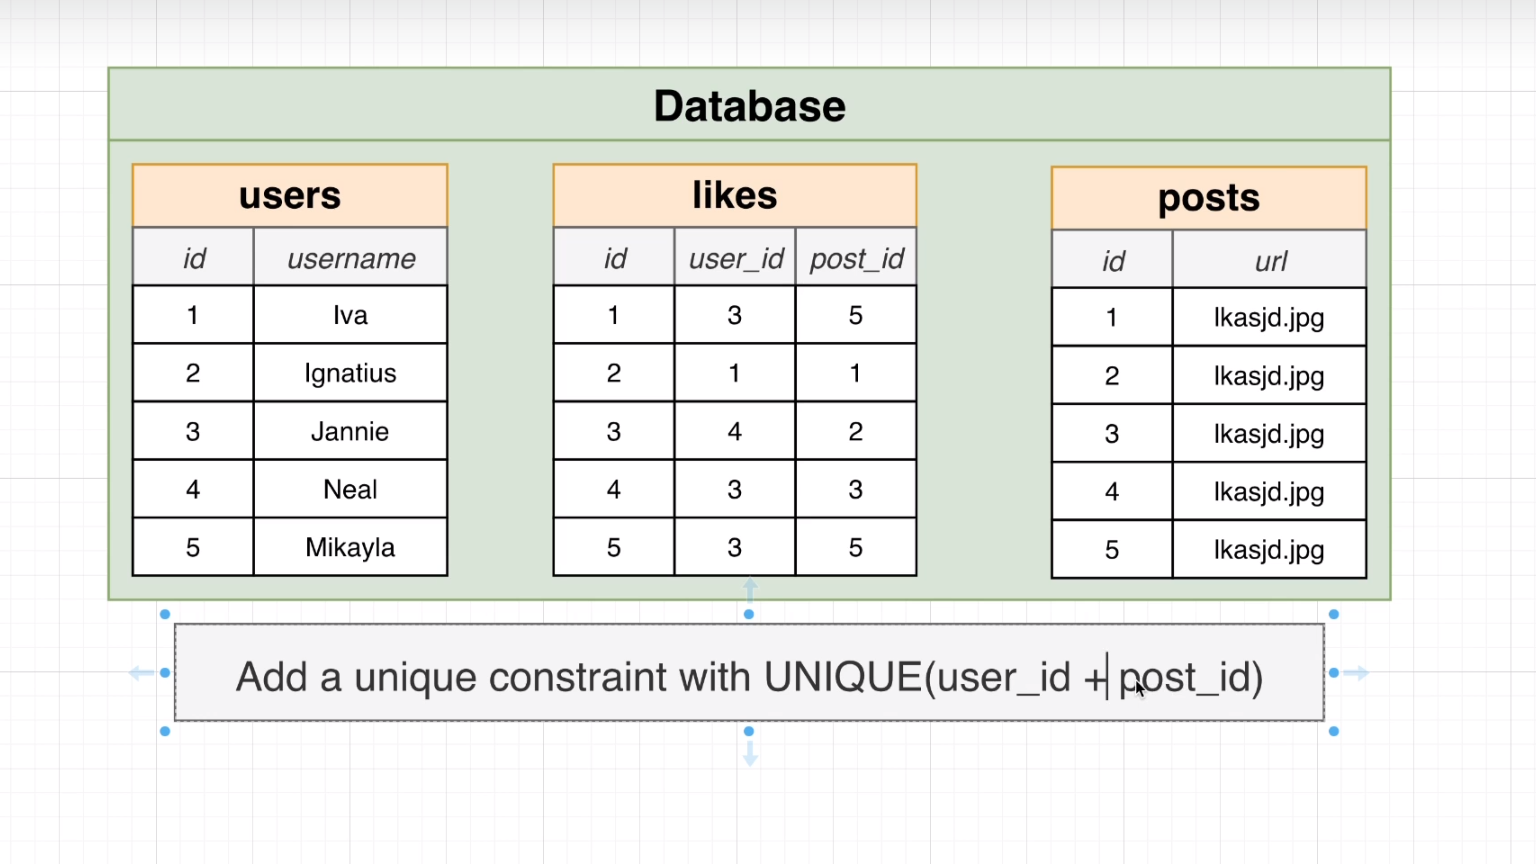 Database
users
id username
1 Iva
2 Ignatius
3 Jannie
4 Neal
5 Mikayla
likes
id user_id post_id
1 3 5
2 1 1
3 4 2
4 3 3
5 3 5
posts
id url
1 lkasjd.jpg
2 lkasjd.jpg
3 lkasjd.jpg
4 lkasjd.jpg
5 lkasjd.jpg
Add a unique constraint with UNIQUE(user_id + post_id)